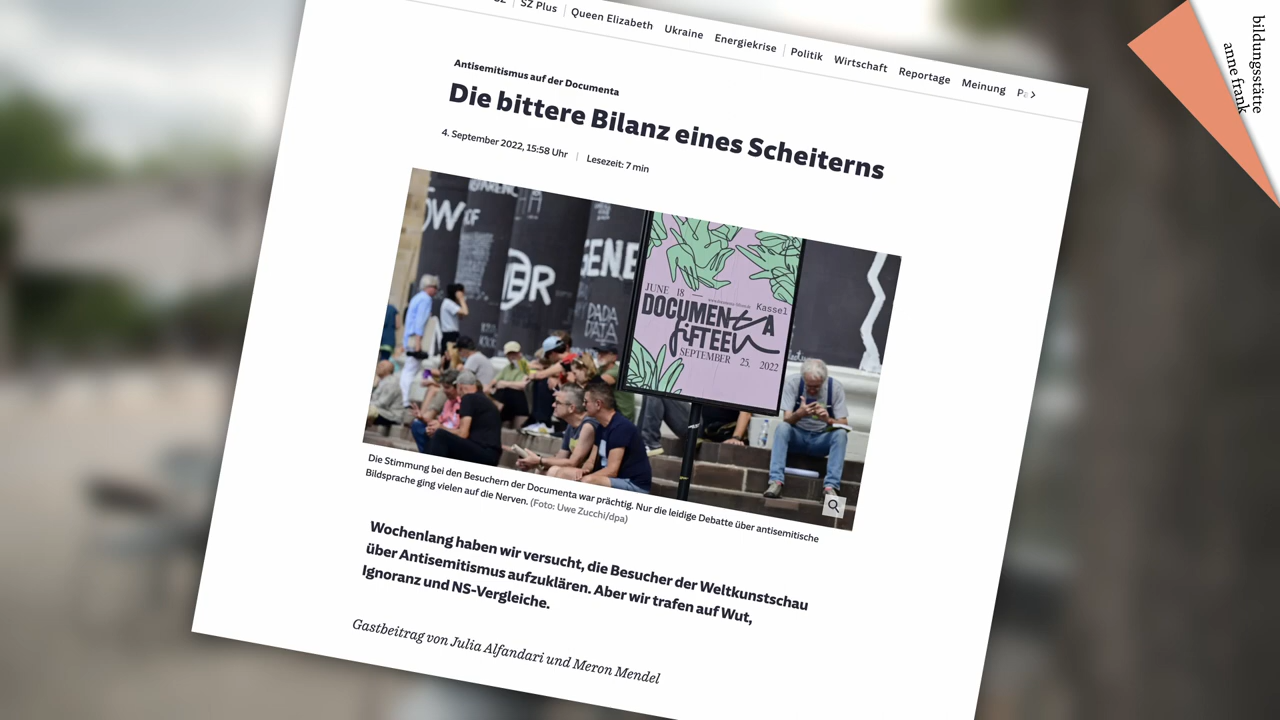 SZ Plus
Queen Elizabeth
Ukraine
Energiekrise
Politik
Wirtschaft
Reportage
Meinung
bildungsstätte
anne frank
Antisemitismus auf der Documenta
Die bittere Bilanz eines Scheiterns
4. September 2022, 15:58 Uhr
Lesezeit: 7 min
JUNE 18 —
Kassel
DOCUMENTA
FIFTEEN
SEPTEMBER 25, 2022
DADA
DATA
Die Stimmung bei den Besuchern der Documenta war prächtig. Nur die leidige Debatte über antisemitische
Bildsprache ging vielen auf die Nerven. (Foto: Uwe Zucchi/dpa)
Wochenlang haben wir versucht, die Besucher der Weltkunstschau
über Antisemitismus aufzuklären. Aber wir trafen auf Wut,
Ignoranz und NS-Vergleiche.
Gastbeitrag von Julia Alfandari und Meron Mendel